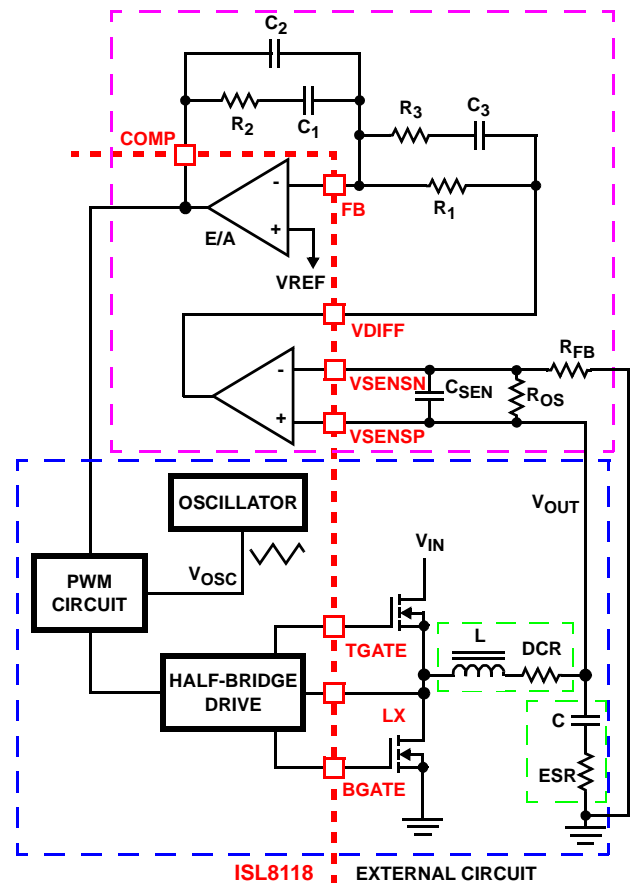 C2
R2
C1
R3
C3
COMP
-
FB
R1
E/A
+
VREF
VDIFF
RFB
-
VSENSN
CSEN
ROS
+
VSENSP
VOUT
OSCILLATOR
VIN
PWM
CIRCUIT
VOSC
L
DCR
TGATE
HALF-BRIDGE
DRIVE
LX
C
ESR
BGATE
ISL8118
EXTERNAL CIRCUIT